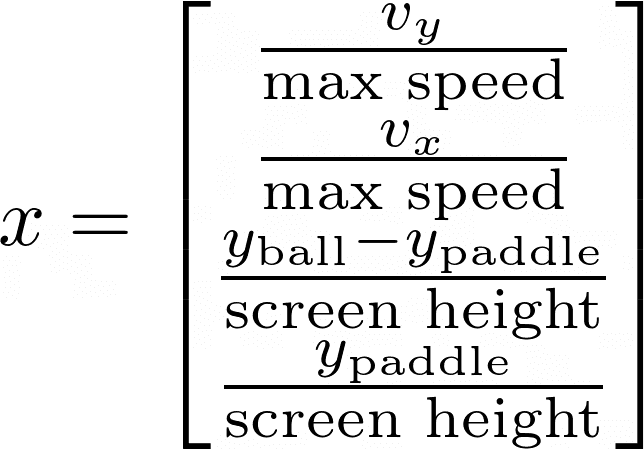 v_y
max speed
v_x
max speed
x =
y_ball − y_paddle
screen height
y_paddle
screen height